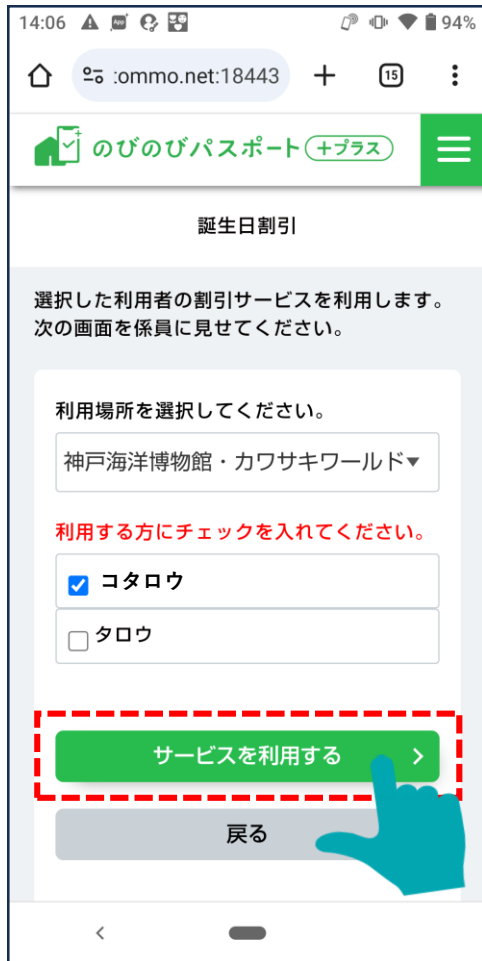 14:06 94%
:ommo.net:18443 15
のびのびパスポート +プラス
誕生日割引
選択した利用者の割引サービスを利用します。
次の画面を係員に見せてください。
利用場所を選択してください。
神戸海洋博物館・カワサキワールド▼
利用する方にチェックを入れてください。
コタロウ
タロウ
サービスを利用する
戻る